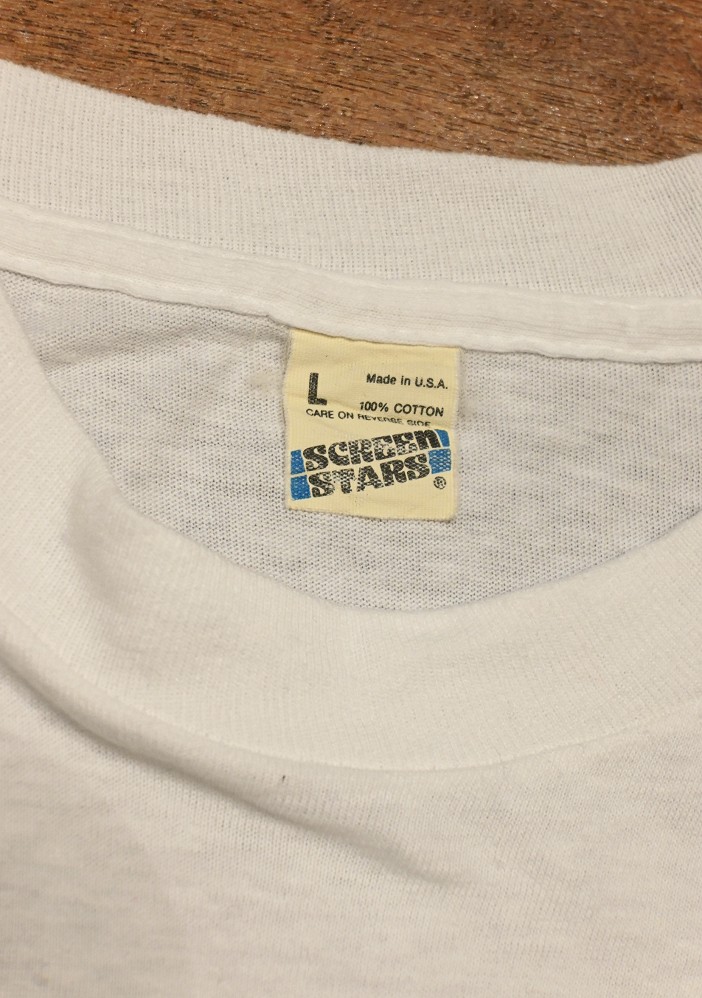 L
Made in U.S.A.
100% COTTON
CARE ON REVERSE SIDE
SCREEN
STARS
®